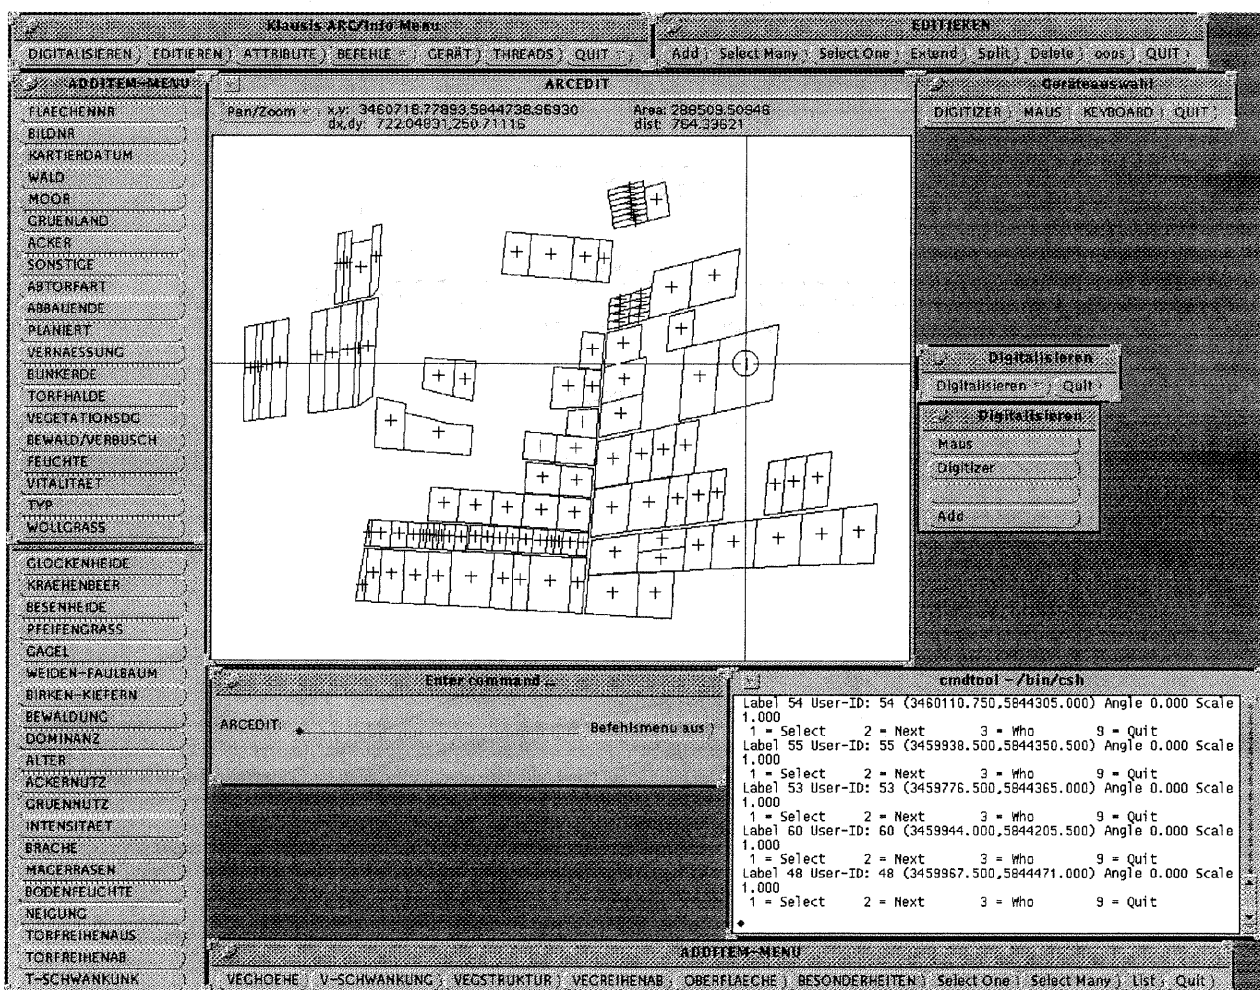 Klausis ARC/Info Menu
DIGITALISIEREN EDITIEREN ATTRIBUTE BEFEHLE GERÄT THREADS QUIT
EDITIEREN
Add Select Many Select One Extend Split Delete oops QUIT
ADDITEM-MENU
FLAECHENNR
BILDNR
KARTIERDATUM
WALD
MOOR
GRUENLAND
ACKER
SONSTIGE
ABTORFART
ABBAUENDE
PLANIERT
VERNAESSUNG
BUNKERDE
TORFHALDE
VEGETATIONSDG
BEWALD/VERBUSCH
FEUCHTE
VITALITAET
TYP
WOLLGRASS
GLOCKENHEIDE
KRAEHENBEER
BESENHEIDE
PFEIFENGRASS
GAGEL
WEIDEN-FAULBAUM
BIRKEN-KIEFERN
BEWALDUNG
DOMINANZ
ALTER
ACKERNUTZ
GRUENNUTZ
INTENSITAET
BRACHE
MAGERRASEN
BODENFEUCHTE
NEIGUNG
TORFREIHENAUS
TORFREIHENAB
T-SCHWANKUNK
ARCEDIT
Pan/Zoom x,y: 3460718.77893,5844738.96930 Area: 288509.50946
dx,dy: 722.04831,250.71116 dist: 764.33621
Geräteauswahl
DIGITIZER MAUS KEYBOARD QUIT
Digitalisieren
Digitalisieren Quit
Digitalisieren
Maus
Digitizer
Add
Enter command ...
ARCEDIT: Befehlsmenu aus
cmdtool - /bin/csh
Label 54 User-ID: 54 (3460110.750,5844305.000) Angle 0.000 Scale
1.000
1 = Select 2 = Next 3 = Who 9 = Quit
Label 55 User-ID: 55 (3459938.500,5844350.500) Angle 0.000 Scale
1.000
1 = Select 2 = Next 3 = Who 9 = Quit
Label 53 User-ID: 53 (3459776.500,5844365.000) Angle 0.000 Scale
1.000
1 = Select 2 = Next 3 = Who 9 = Quit
Label 60 User-ID: 60 (3459944.000,5844205.500) Angle 0.000 Scale
1.000
1 = Select 2 = Next 3 = Who 9 = Quit
Label 48 User-ID: 48 (3459967.500,5844471.000) Angle 0.000 Scale
1.000
1 = Select 2 = Next 3 = Who 9 = Quit
ADDITEM-MENU
VEGHOEHE V-SCHWANKUNG VEGSTRUKTUR VEGREIHENAB OBERFLAECHE BESONDERHEITEN Select One Select Many List Quit